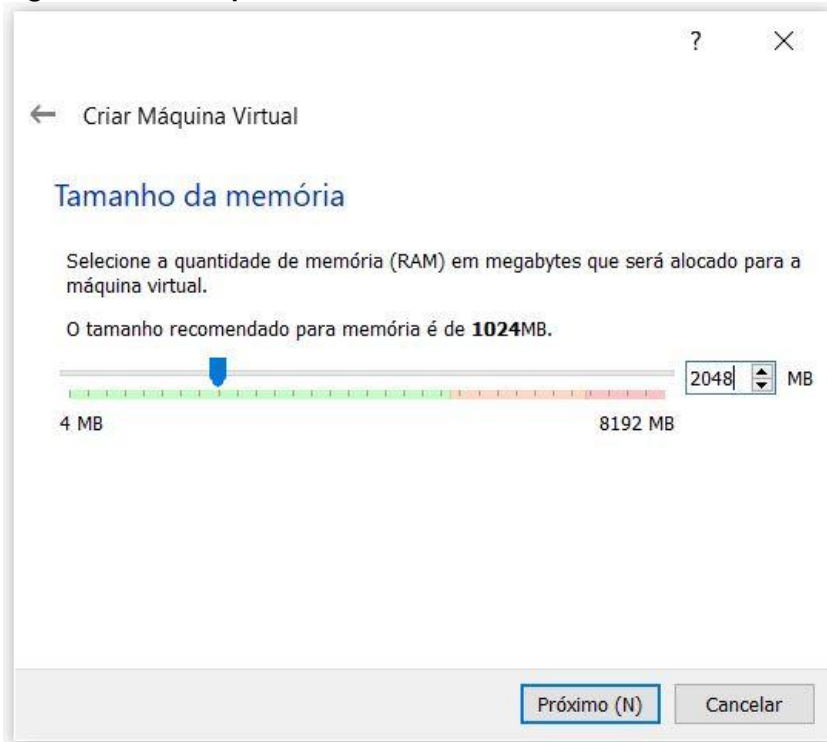 ?
Criar Máquina Virtual
Tamanho da memória
Selecione a quantidade de memória (RAM) em megabytes que será alocado para a
máquina virtual.
O tamanho recomendado para memória é de 1024MB.
2048 MB
4 MB 8192 MB
Próximo (N) Cancelar